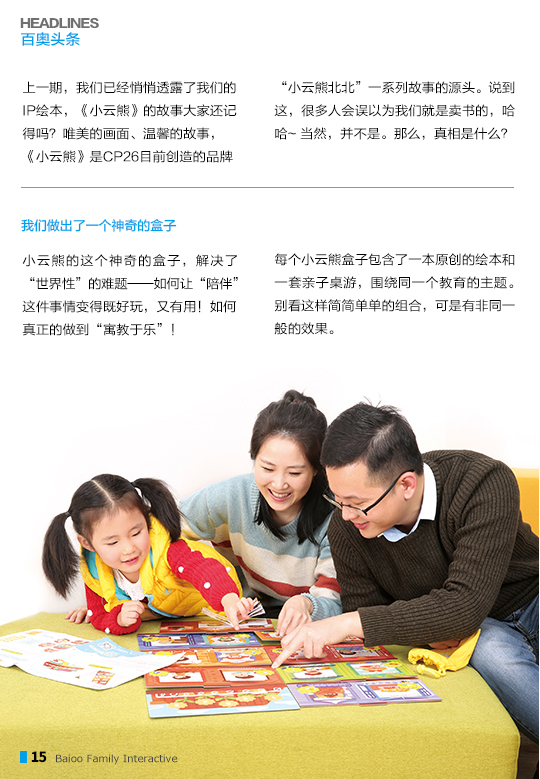 HEADLINES
百奥头条
上一期，我们已经悄悄透露了我们的
IP绘本，《小云熊》的故事大家还记
得吗？唯美的画面、温馨的故事，
《小云熊》是CP26目前创造的品牌
“小云熊北北”一系列故事的源头。说到
这，很多人会误以为我们就是卖书的，哈
哈~ 当然，并不是。那么，真相是什么？
我们做出了一个神奇的盒子
小云熊的这个神奇的盒子，解决了
“世界性”的难题——如何让“陪伴”
这件事情变得既好玩，又有用！如何
真正的做到“寓教于乐”！
每个小云熊盒子包含了一本原创的绘本和
一套亲子桌游，围绕同一个教育的主题。
别看这样简简单单的组合，可是有非同一
般的效果。
15 Baioo Family Interactive